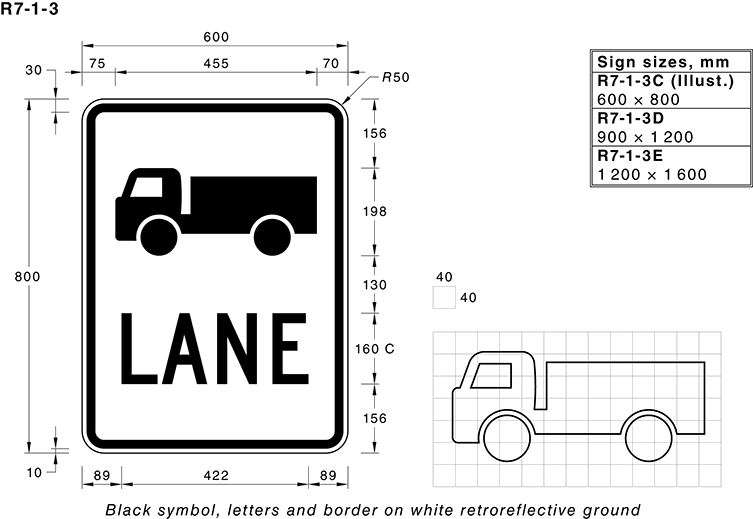 R7-1-3
600
75
455
70
30
R50
Sign sizes, mm
R7-1-3C (Illust.)
600 × 800
R7-1-3D
900 × 1 200
R7-1-3E
1 200 × 1 600
156
198
800
130
40
40
LANE
160 C
156
10
89
422
89
Black symbol, letters and border on white retroreflective ground